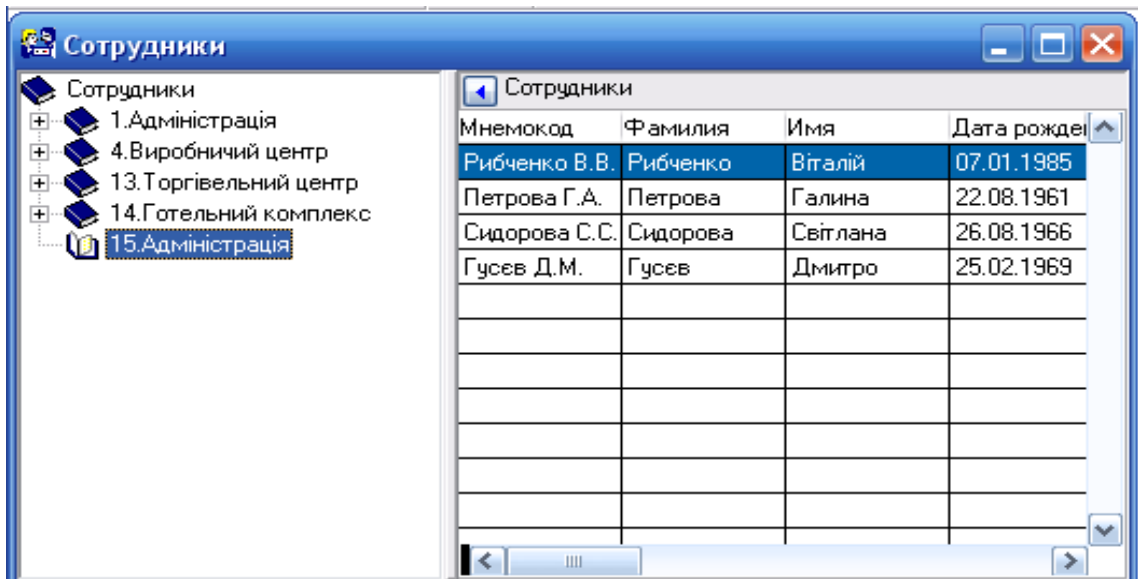 Сотрудники
Сотрудники
1.Адміністрація
4.Виробничий центр
13.Торгівельний центр
14.Готельний комплекс
15.Адміністрація
Сотрудники
Мнемокод Фамилия Имя Дата рожде
Рибченко В.В. Рибченко Віталій 07.01.1985
Петрова Г.А. Петрова Галина 22.08.1961
Сидорова С.С. Сидорова Світлана 26.08.1966
Гусєв Д.М. Гусєв Дмитро 25.02.1969